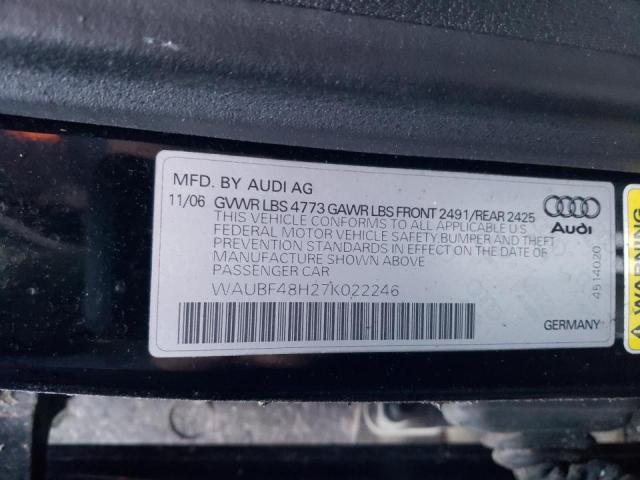 MFD. BY AUDI AG
11/06 GVWR LBS 4773 GAWR LBS FRONT 2491/REAR 2425
THIS VEHICLE CONFORMS TO ALL APPLICABLE U.S
FEDERAL MOTOR VEHICLE SAFETY BUMPER AND THEFT
PREVENTION STANDARDS IN EFFECT ON THE DATE
OF MANUFACTURE SHOWN ABOVE
PASSENGER CAR
WAUBF48H27K022246
Audi
4514020
GERMANY
WARNING